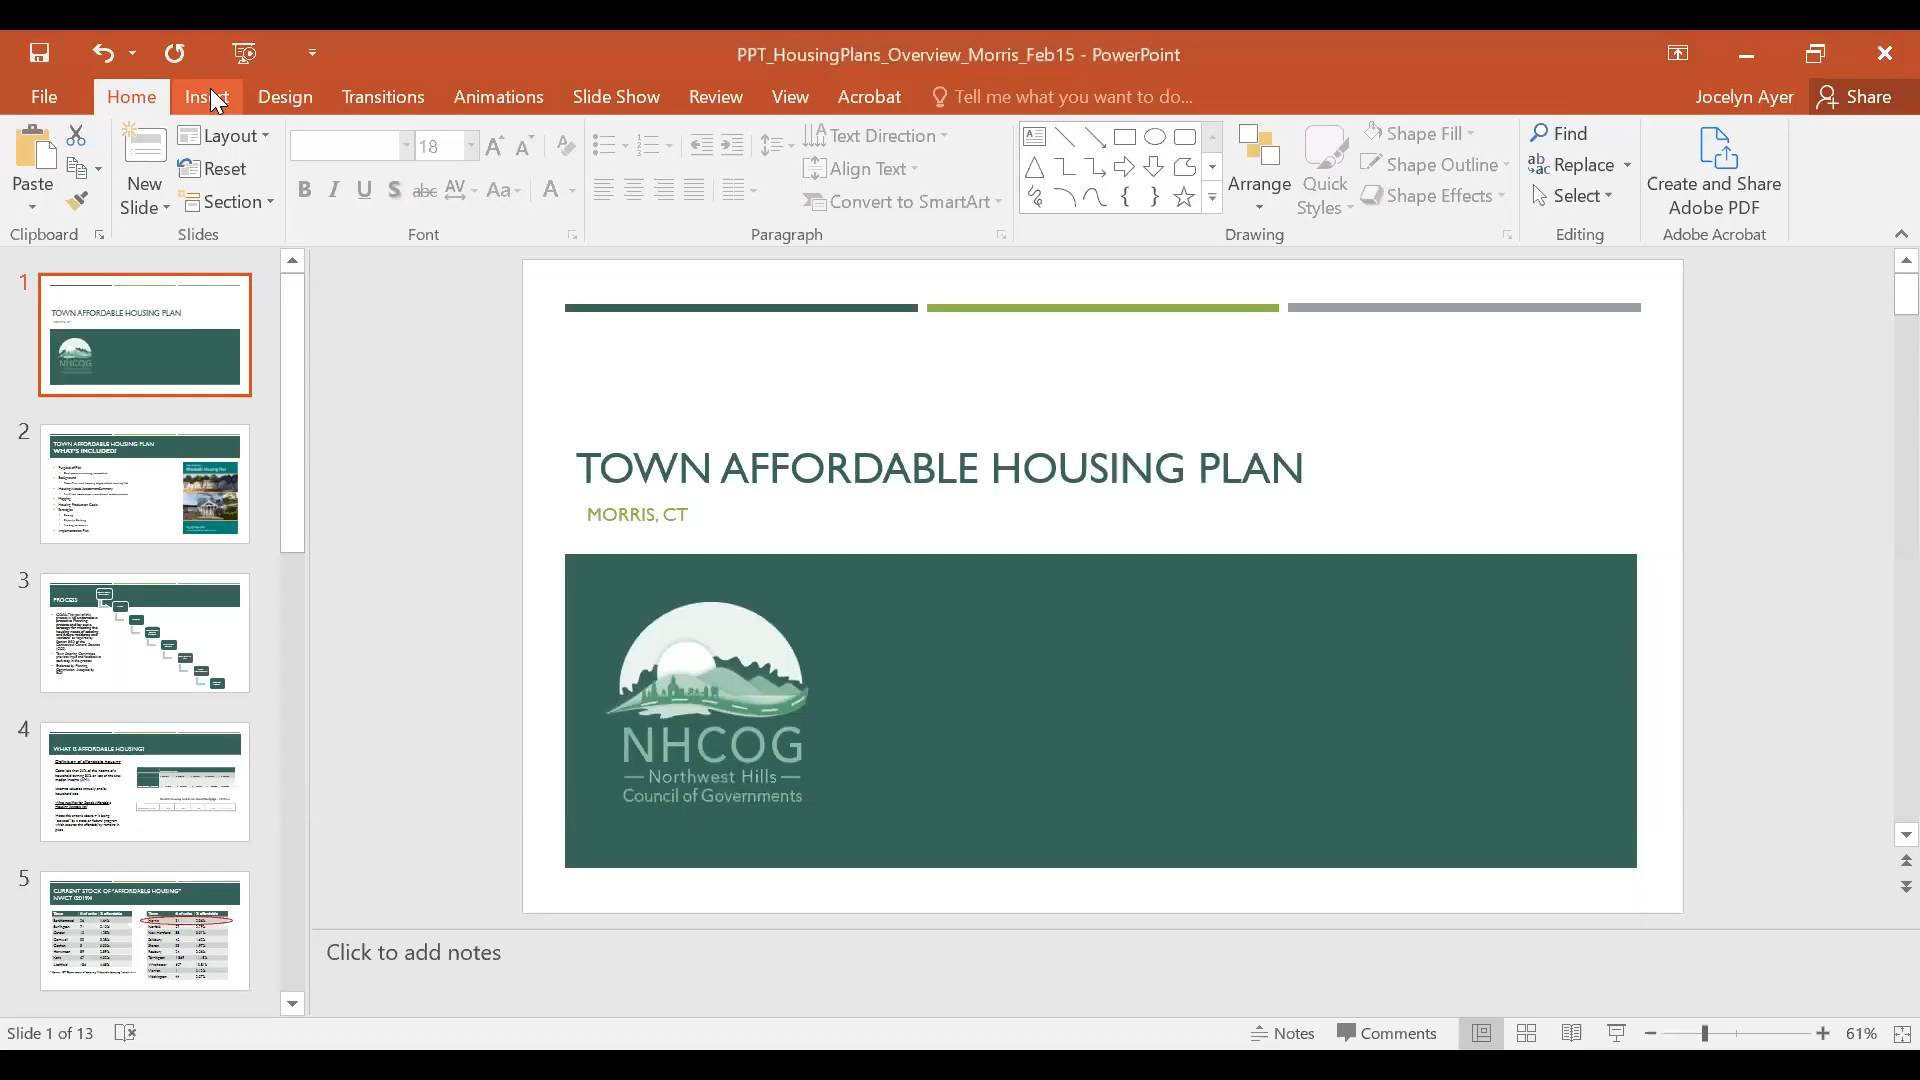 PPT_HousingPlans_Overview_Morris_Feb15 - PowerPoint
File Home Insert Design Transitions Animations Slide Show Review View Acrobat Tell me what you want to do... Jocelyn Ayer Share
Paste
Clipboard
New Slide
Layout
Reset
Section
Slides
18
B I U S abc AV Aa A
Font
Text Direction
Align Text
Convert to SmartArt
Paragraph
Arrange
Quick Styles
Shape Fill
Shape Outline
Shape Effects
Drawing
Find
Replace
Select
Editing
Create and Share
Adobe PDF
Adobe Acrobat
1
TOWN AFFORDABLE HOUSING PLAN
NHCOG
2
TOWN AFFORDABLE HOUSING PLAN
WHAT'S INCLUDED?
3
PROCESS
4
WHAT IS AFFORDABLE HOUSING?
5
CURRENT STOCK OF "AFFORDABLE HOUSING"
NWCT (2019)
TOWN AFFORDABLE HOUSING PLAN
MORRIS, CT
NHCOG
Northwest Hills
Council of Governments
Click to add notes
Slide 1 of 13
Notes
Comments
61%